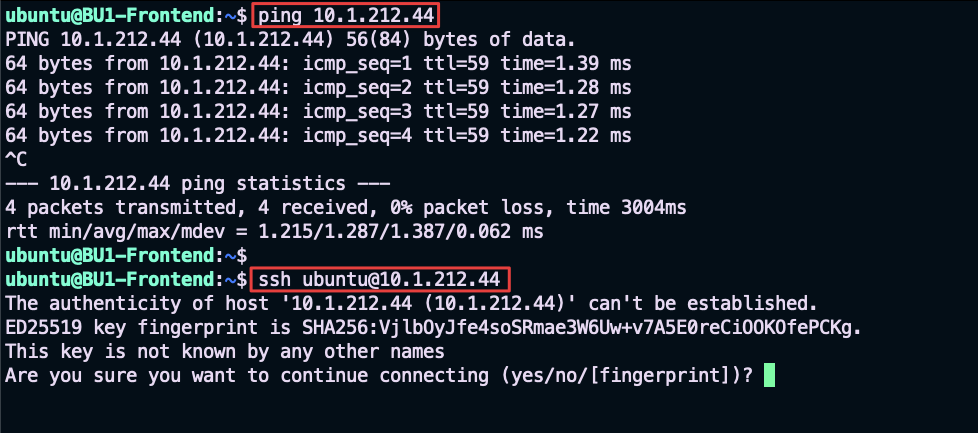 ubuntu@BU1-Frontend:~$ ping 10.1.212.44
PING 10.1.212.44 (10.1.212.44) 56(84) bytes of data.
64 bytes from 10.1.212.44: icmp_seq=1 ttl=59 time=1.39 ms
64 bytes from 10.1.212.44: icmp_seq=2 ttl=59 time=1.28 ms
64 bytes from 10.1.212.44: icmp_seq=3 ttl=59 time=1.27 ms
64 bytes from 10.1.212.44: icmp_seq=4 ttl=59 time=1.22 ms
^C
--- 10.1.212.44 ping statistics ---
4 packets transmitted, 4 received, 0% packet loss, time 3004ms
rtt min/avg/max/mdev = 1.215/1.287/1.387/0.062 ms
ubuntu@BU1-Frontend:~$
ubuntu@BU1-Frontend:~$ ssh ubuntu@10.1.212.44
The authenticity of host '10.1.212.44 (10.1.212.44)' can't be established.
ED25519 key fingerprint is SHA256:VjlbOyJfe4soSRmae3W6Uw+v7A5E0reCiOOKOfePCKg.
This key is not known by any other names
Are you sure you want to continue connecting (yes/no/[fingerprint])?